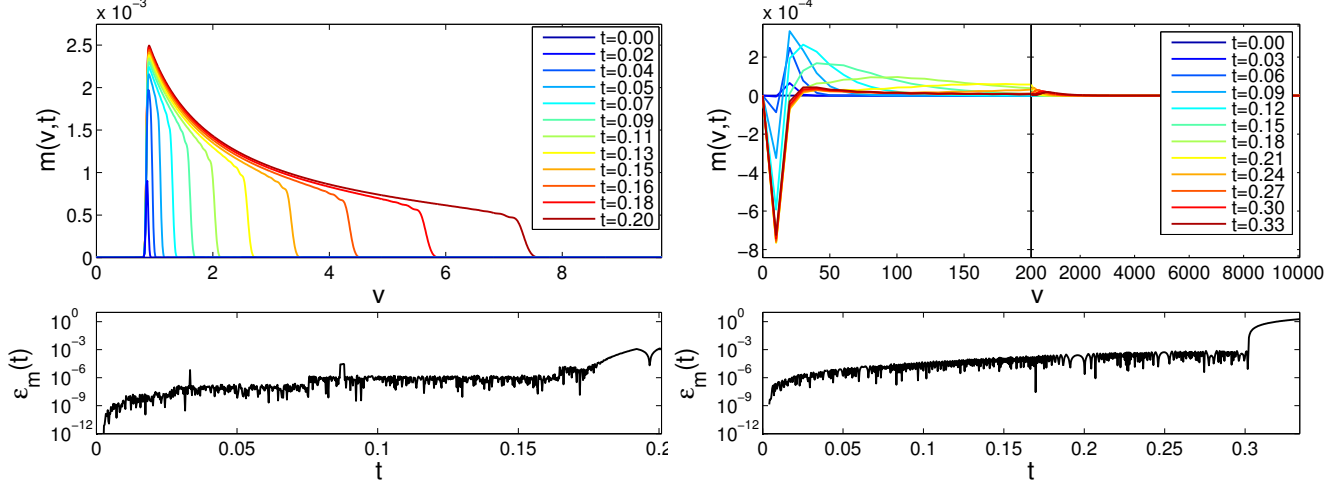 x 10⁻³
2.5
2
1.5
1
0.5
0
m(v,t)
0 2 4 6 8
v
t=0.00
t=0.02
t=0.04
t=0.05
t=0.07
t=0.09
t=0.11
t=0.13
t=0.15
t=0.16
t=0.18
t=0.20
x 10⁻⁴
2
0
−2
−4
−6
−8
m(v,t)
0 50 100 150 200 2000 4000 6000 8000 10000
v
t=0.00
t=0.03
t=0.06
t=0.09
t=0.12
t=0.15
t=0.18
t=0.21
t=0.24
t=0.27
t=0.30
t=0.33
10⁰
10⁻³
10⁻⁶
10⁻⁹
10⁻¹²
εₘ(t)
0 0.05 0.1 0.15 0.2
t
10⁰
10⁻³
10⁻⁶
10⁻⁹
10⁻¹²
εₘ(t)
0 0.05 0.1 0.15 0.2 0.25 0.3
t